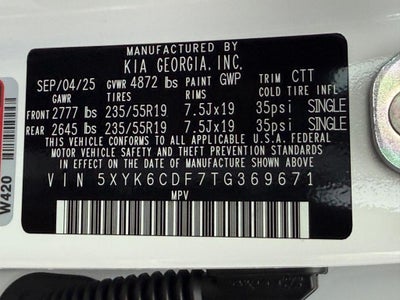 MANUFACTURED BY
KIA GEORGIA, INC.
SEP/04/25 GVWR 4872 lbs PAINT GWP TRIM CTT
GAWR TIRES RIMS COLD TIRE INFL
FRONT 2777 lbs 235/55R19 7.5Jx19 35psi SINGLE
REAR 2645 lbs 235/55R19 7.5Jx19 35psi SINGLE
THIS VEHICLE CONFORMS TO ALL APPLICABLE U.S.A. FEDERAL
MOTOR VEHICLE SAFETY AND THEFT PREVENTION STANDARDS
IN EFFECT ON THE DATE OF MANUFACTURE SHOWN ABOVE.
VIN 5XYK6CDF7TG369671
MPV
W420